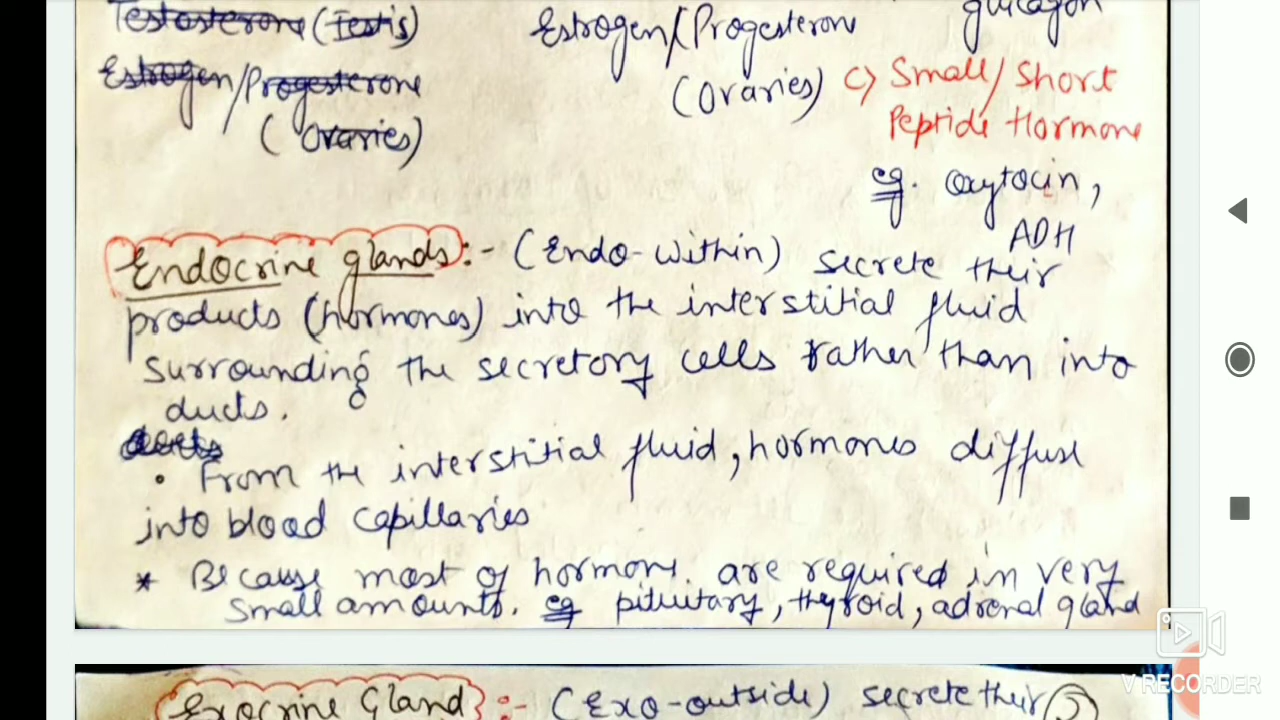 Testosterone (Testis)
Estrogen/Progesterone
(Ovaries)
Estrogen/Progesterone
(Ovaries)
glucagon
c) Small/Short
Peptide Hormone
eg. oxytocin,
ADH
Endocrine glands :- (Endo-within) secrete their
products (hormones) into the interstitial fluid
surrounding the secretory cells rather than into
ducts.
• From the interstitial fluid, hormones diffuse
into blood capillaries
* Because most of hormons. are required in very
small amounts. eg pituitary, thyroid, adrenal gland
Exocrine Gland :- (Exo-outside) secrete their
V RECORDER